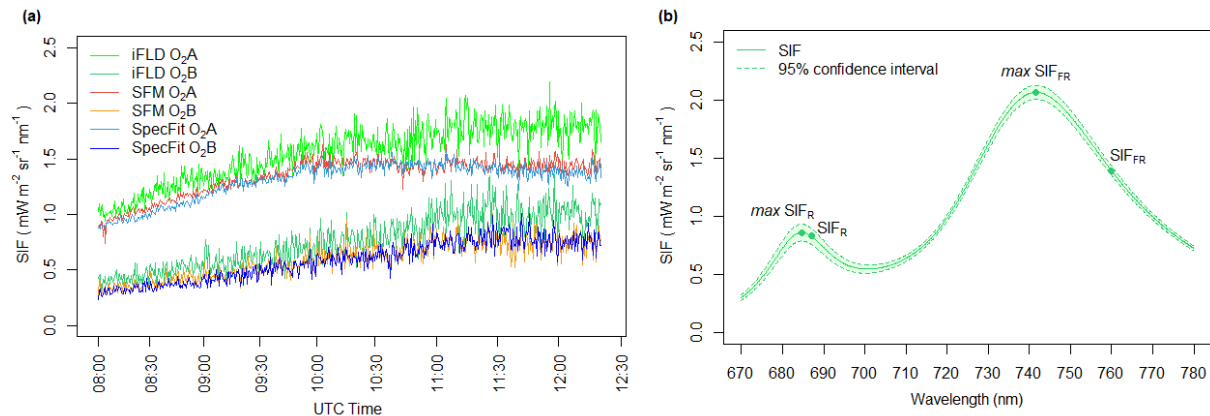 (a)
iFLD O₂A
iFLD O₂B
SFM O₂A
SFM O₂B
SpecFit O₂A
SpecFit O₂B
SIF ( mW m⁻² sr⁻¹ nm⁻¹)
2.5
2.0
1.5
1.0
0.5
0.0
08:00 08:30 09:00 09:30 10:00 10:30 11:00 11:30 12:00 12:30
UTC Time
(b)
SIF
95% confidence interval
max SIF_FR
SIF_FR
max SIF_R
SIF_R
SIF ( mW m⁻² sr⁻¹ nm⁻¹)
2.5
2.0
1.5
1.0
0.5
0.0
670 680 690 700 710 720 730 740 750 760 770 780
Wavelength (nm)